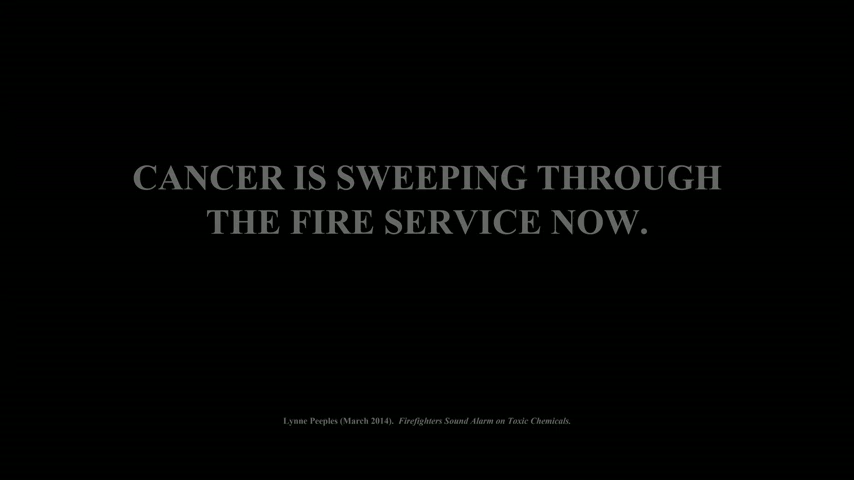 CANCER IS SWEEPING THROUGH
THE FIRE SERVICE NOW.
Lynne Peeples (March 2014). Firefighters Sound Alarm on Toxic Chemicals.